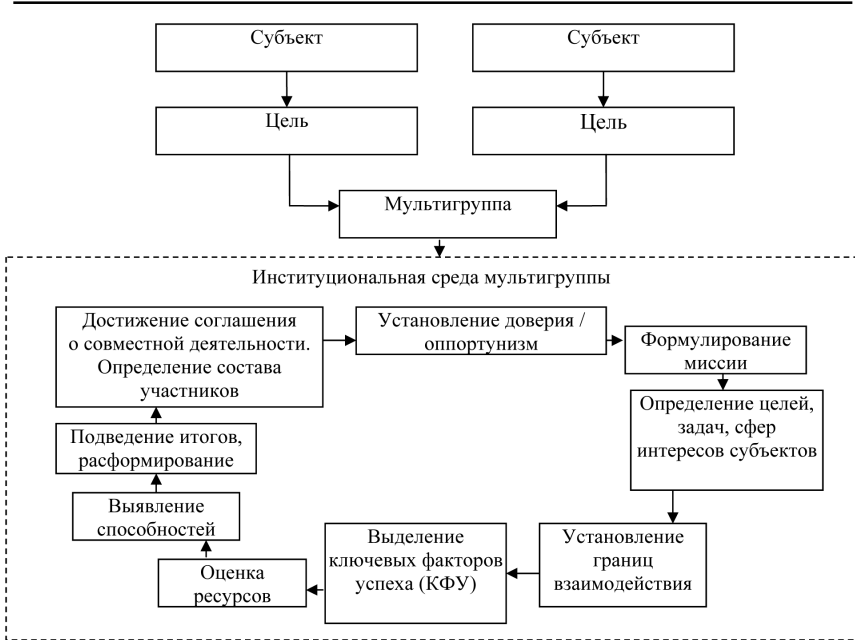 Субъект
Субъект
Цель
Цель
Мультигруппа
Институциональная среда мультигруппы
Достижение соглашения
о совместной деятельности.
Определение состава
участников
Установление доверия /
оппортунизм
Формулирование
миссии
Определение целей,
задач, сфер
интересов субъектов
Установление
границ
взаимодействия
Выделение
ключевых факторов
успеха (КФУ)
Оценка
ресурсов
Выявление
способностей
Подведение итогов,
расформирование